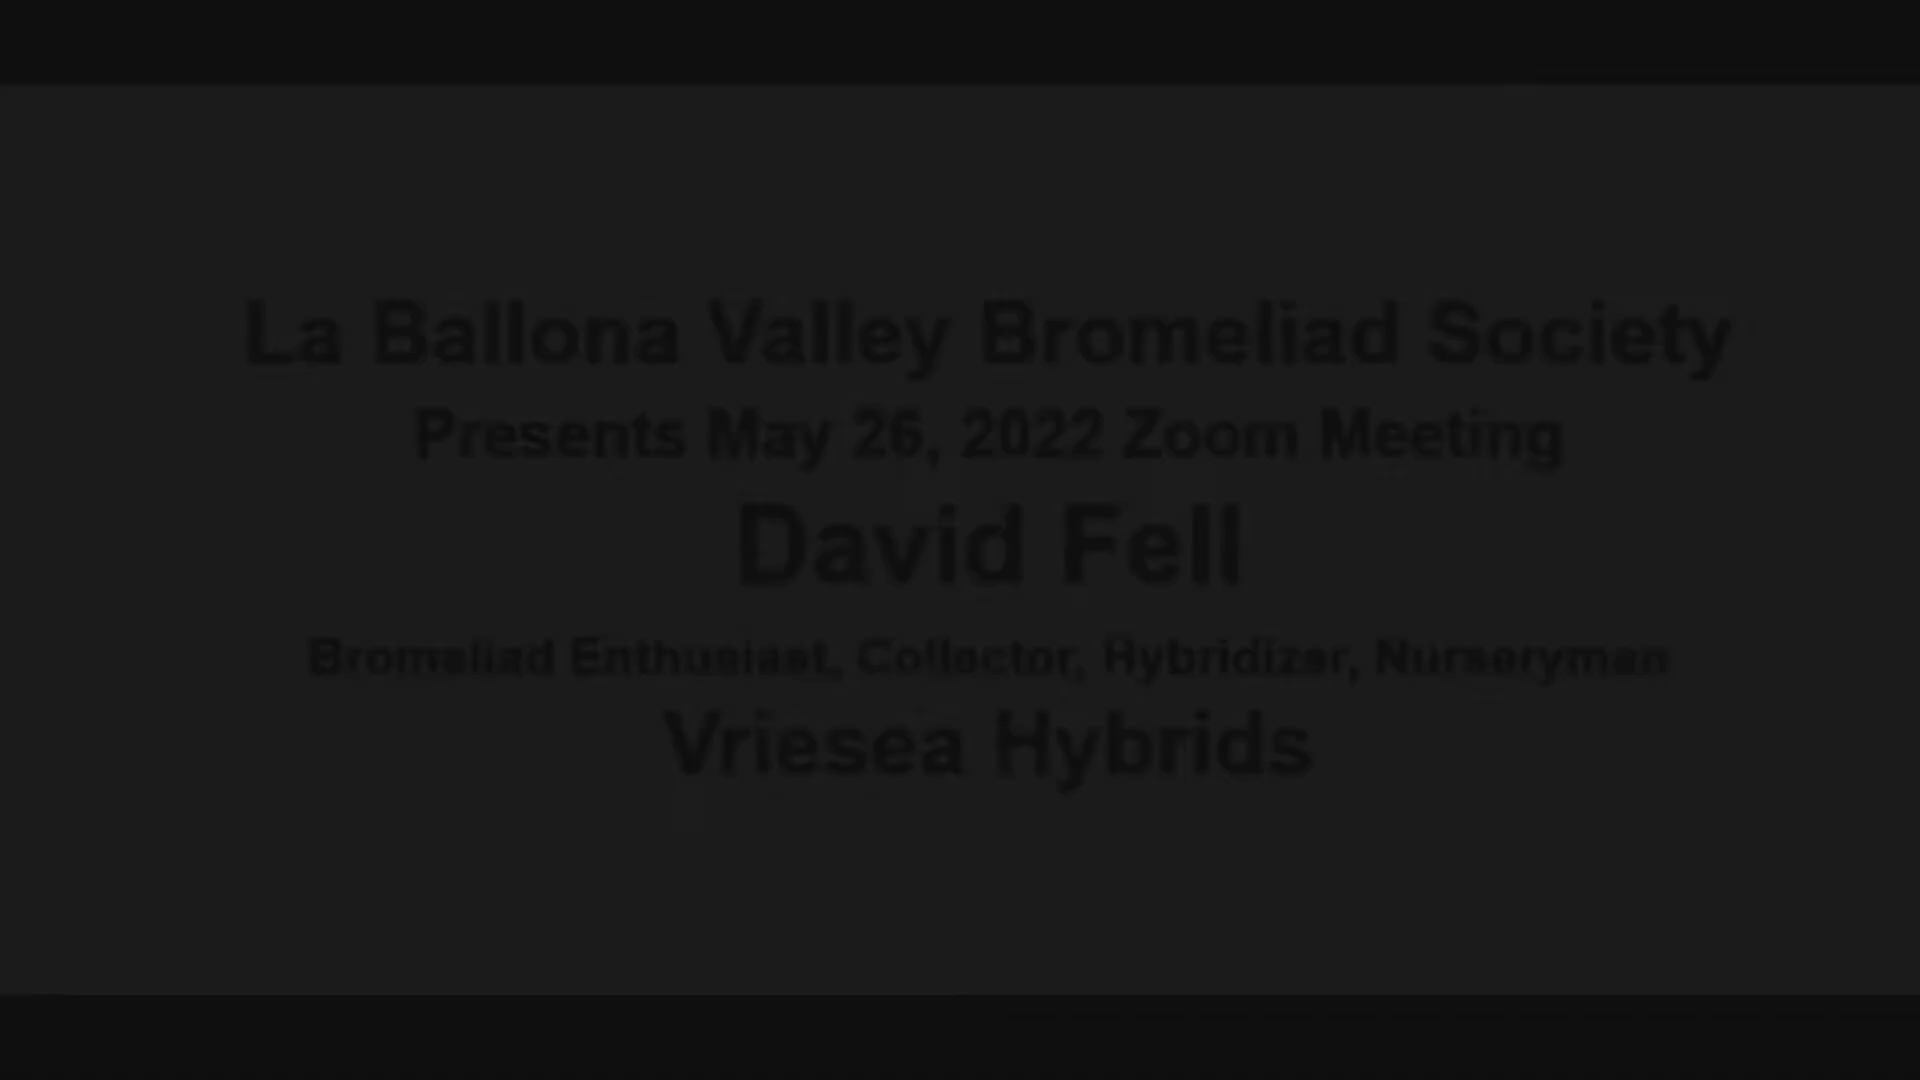 La Ballona Valley Bromeliad Society
Presents May 26, 2022 Zoom Meeting
David Fell
Bromeliad Enthusiast, Collector, Hybridizer, Nurseryman
Vriesea Hybrids